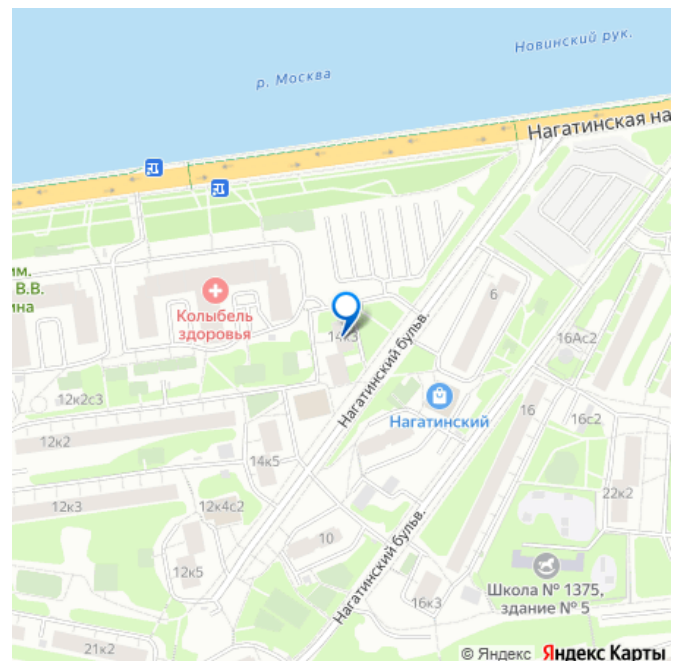 Новинский рук.
р. Москва
Нагатинская на
им.
В.В.
ина
Колыбель
здоровья
14к3
6
16Ас2
Нагатинский бульв.
Нагатинский
12к2с3
12к2
16
16с2
14к5
22к2
12к3
12к4с2
10
Нагатинский бульв.
12к5
16к3
Школа № 1375,
здание № 5
21к2
© Яндекс Яндекс Карты